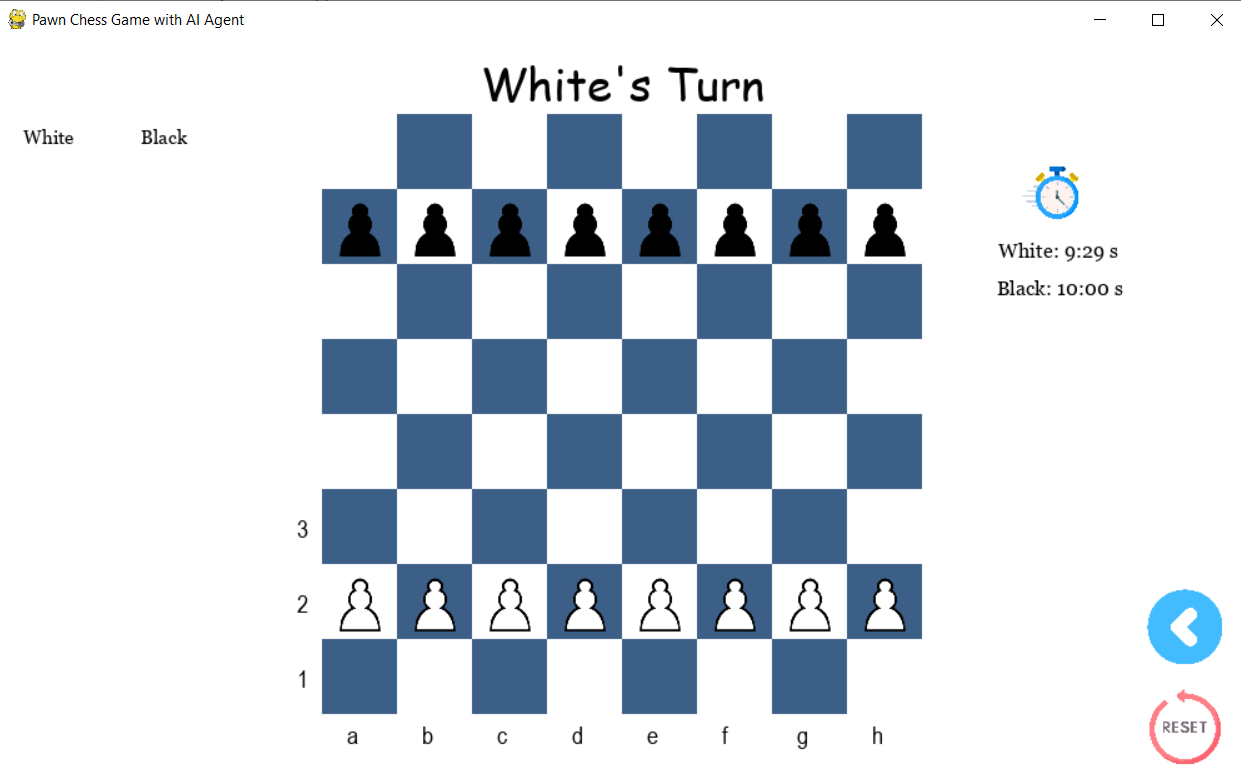 Pawn Chess Game with AI Agent
White's Turn
White Black
White: 9:29 s
Black: 10:00 s
3
2
1
a b c d e f g h
RESET